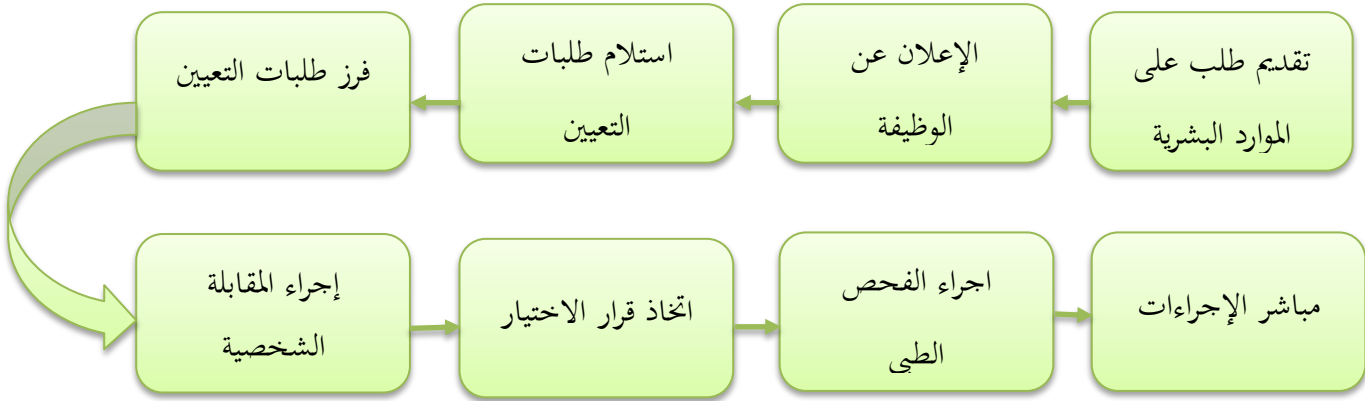 تقديم طلب على
الموارد البشرية
الإعلان عن
الوظيفة
استلام طلبات
التعيين
فرز طلبات التعيين
إجراء المقابلة
الشخصية
اتخاذ قرار الاختيار
اجراء الفحص
الطبي
مباشر الإجراءات